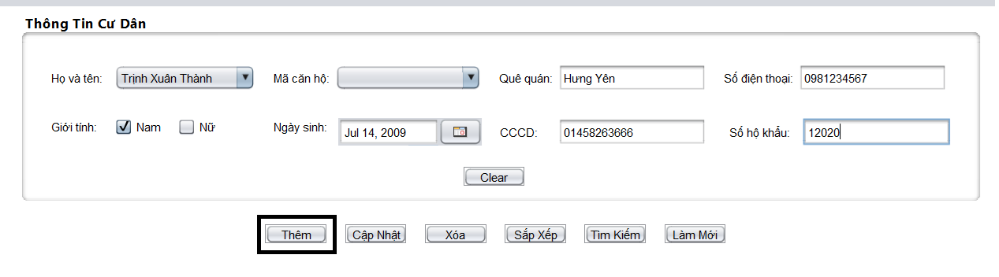 Thông Tin Cư Dân
Họ và tên: Trịnh Xuân Thành Mã căn hộ: Quê quán: Hưng Yên Số điện thoại: 0981234567
Giới tính: Nam Nữ Ngày sinh: Jul 14, 2009 CCCD: 01458263666 Số hộ khẩu: 12020
Clear
Thêm Cập Nhật Xóa Sắp Xếp Tìm Kiếm Làm Mới